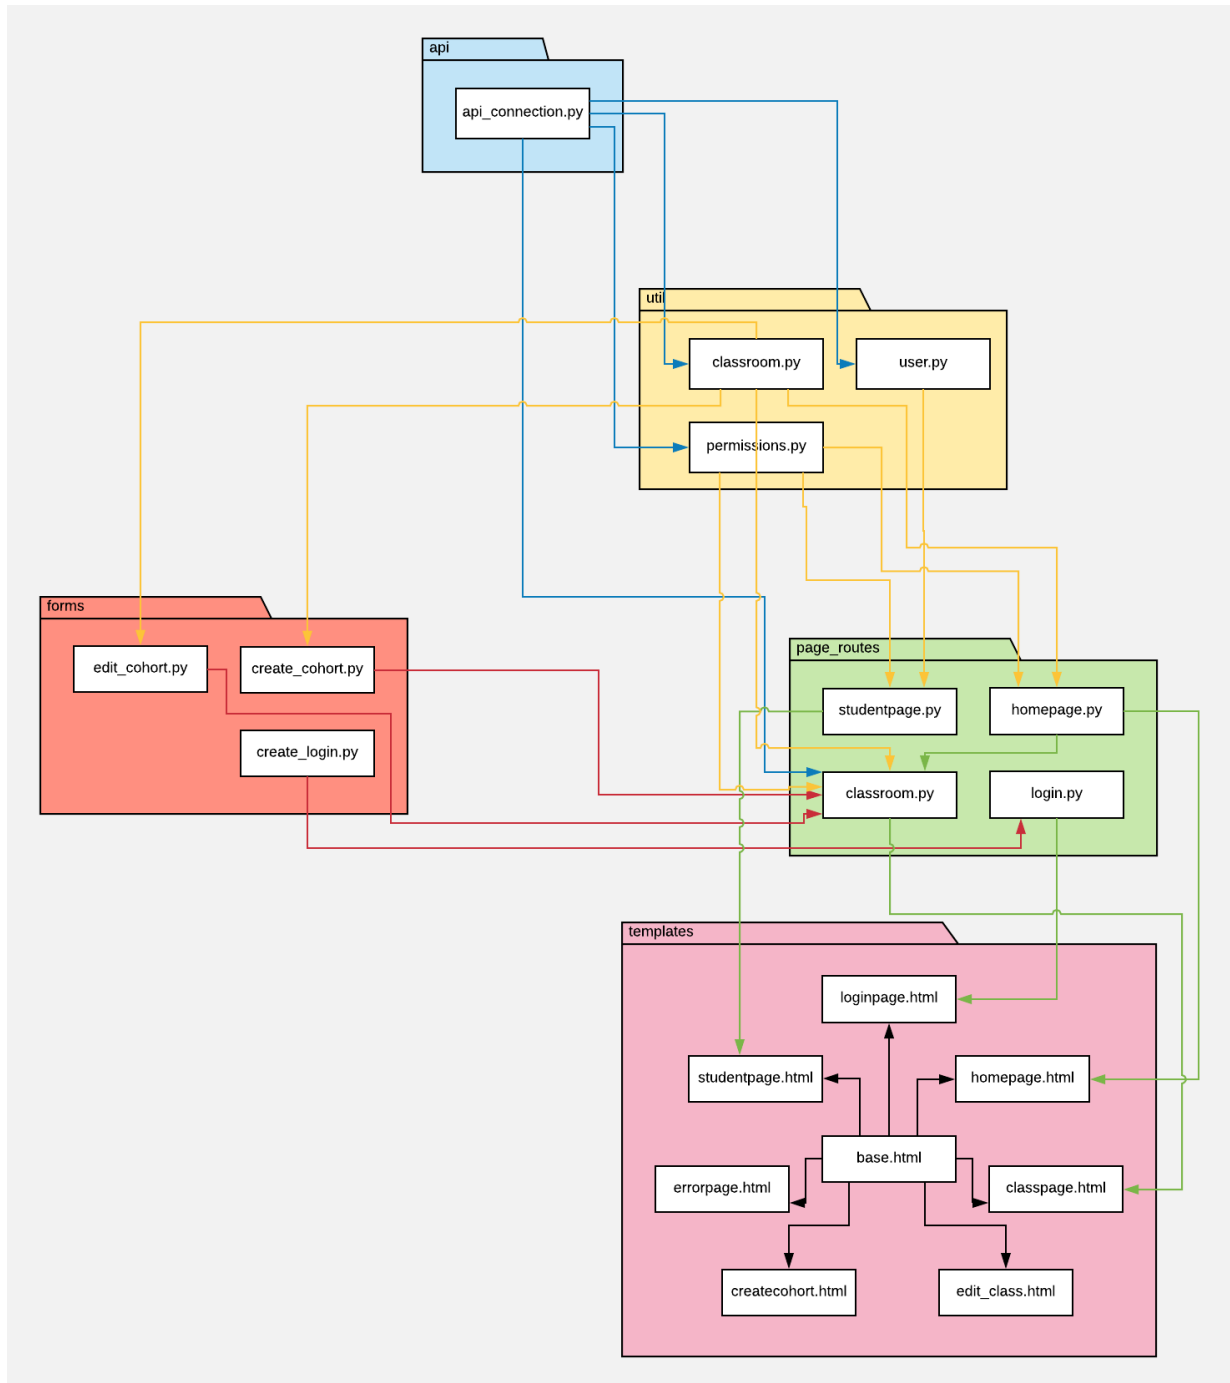 api
api_connection.py
util
classroom.py
user.py
permissions.py
forms
edit_cohort.py
create_cohort.py
create_login.py
page_routes
studentpage.py
homepage.py
classroom.py
login.py
templates
loginpage.html
studentpage.html
homepage.html
base.html
errorpage.html
classpage.html
createcohort.html
edit_class.html